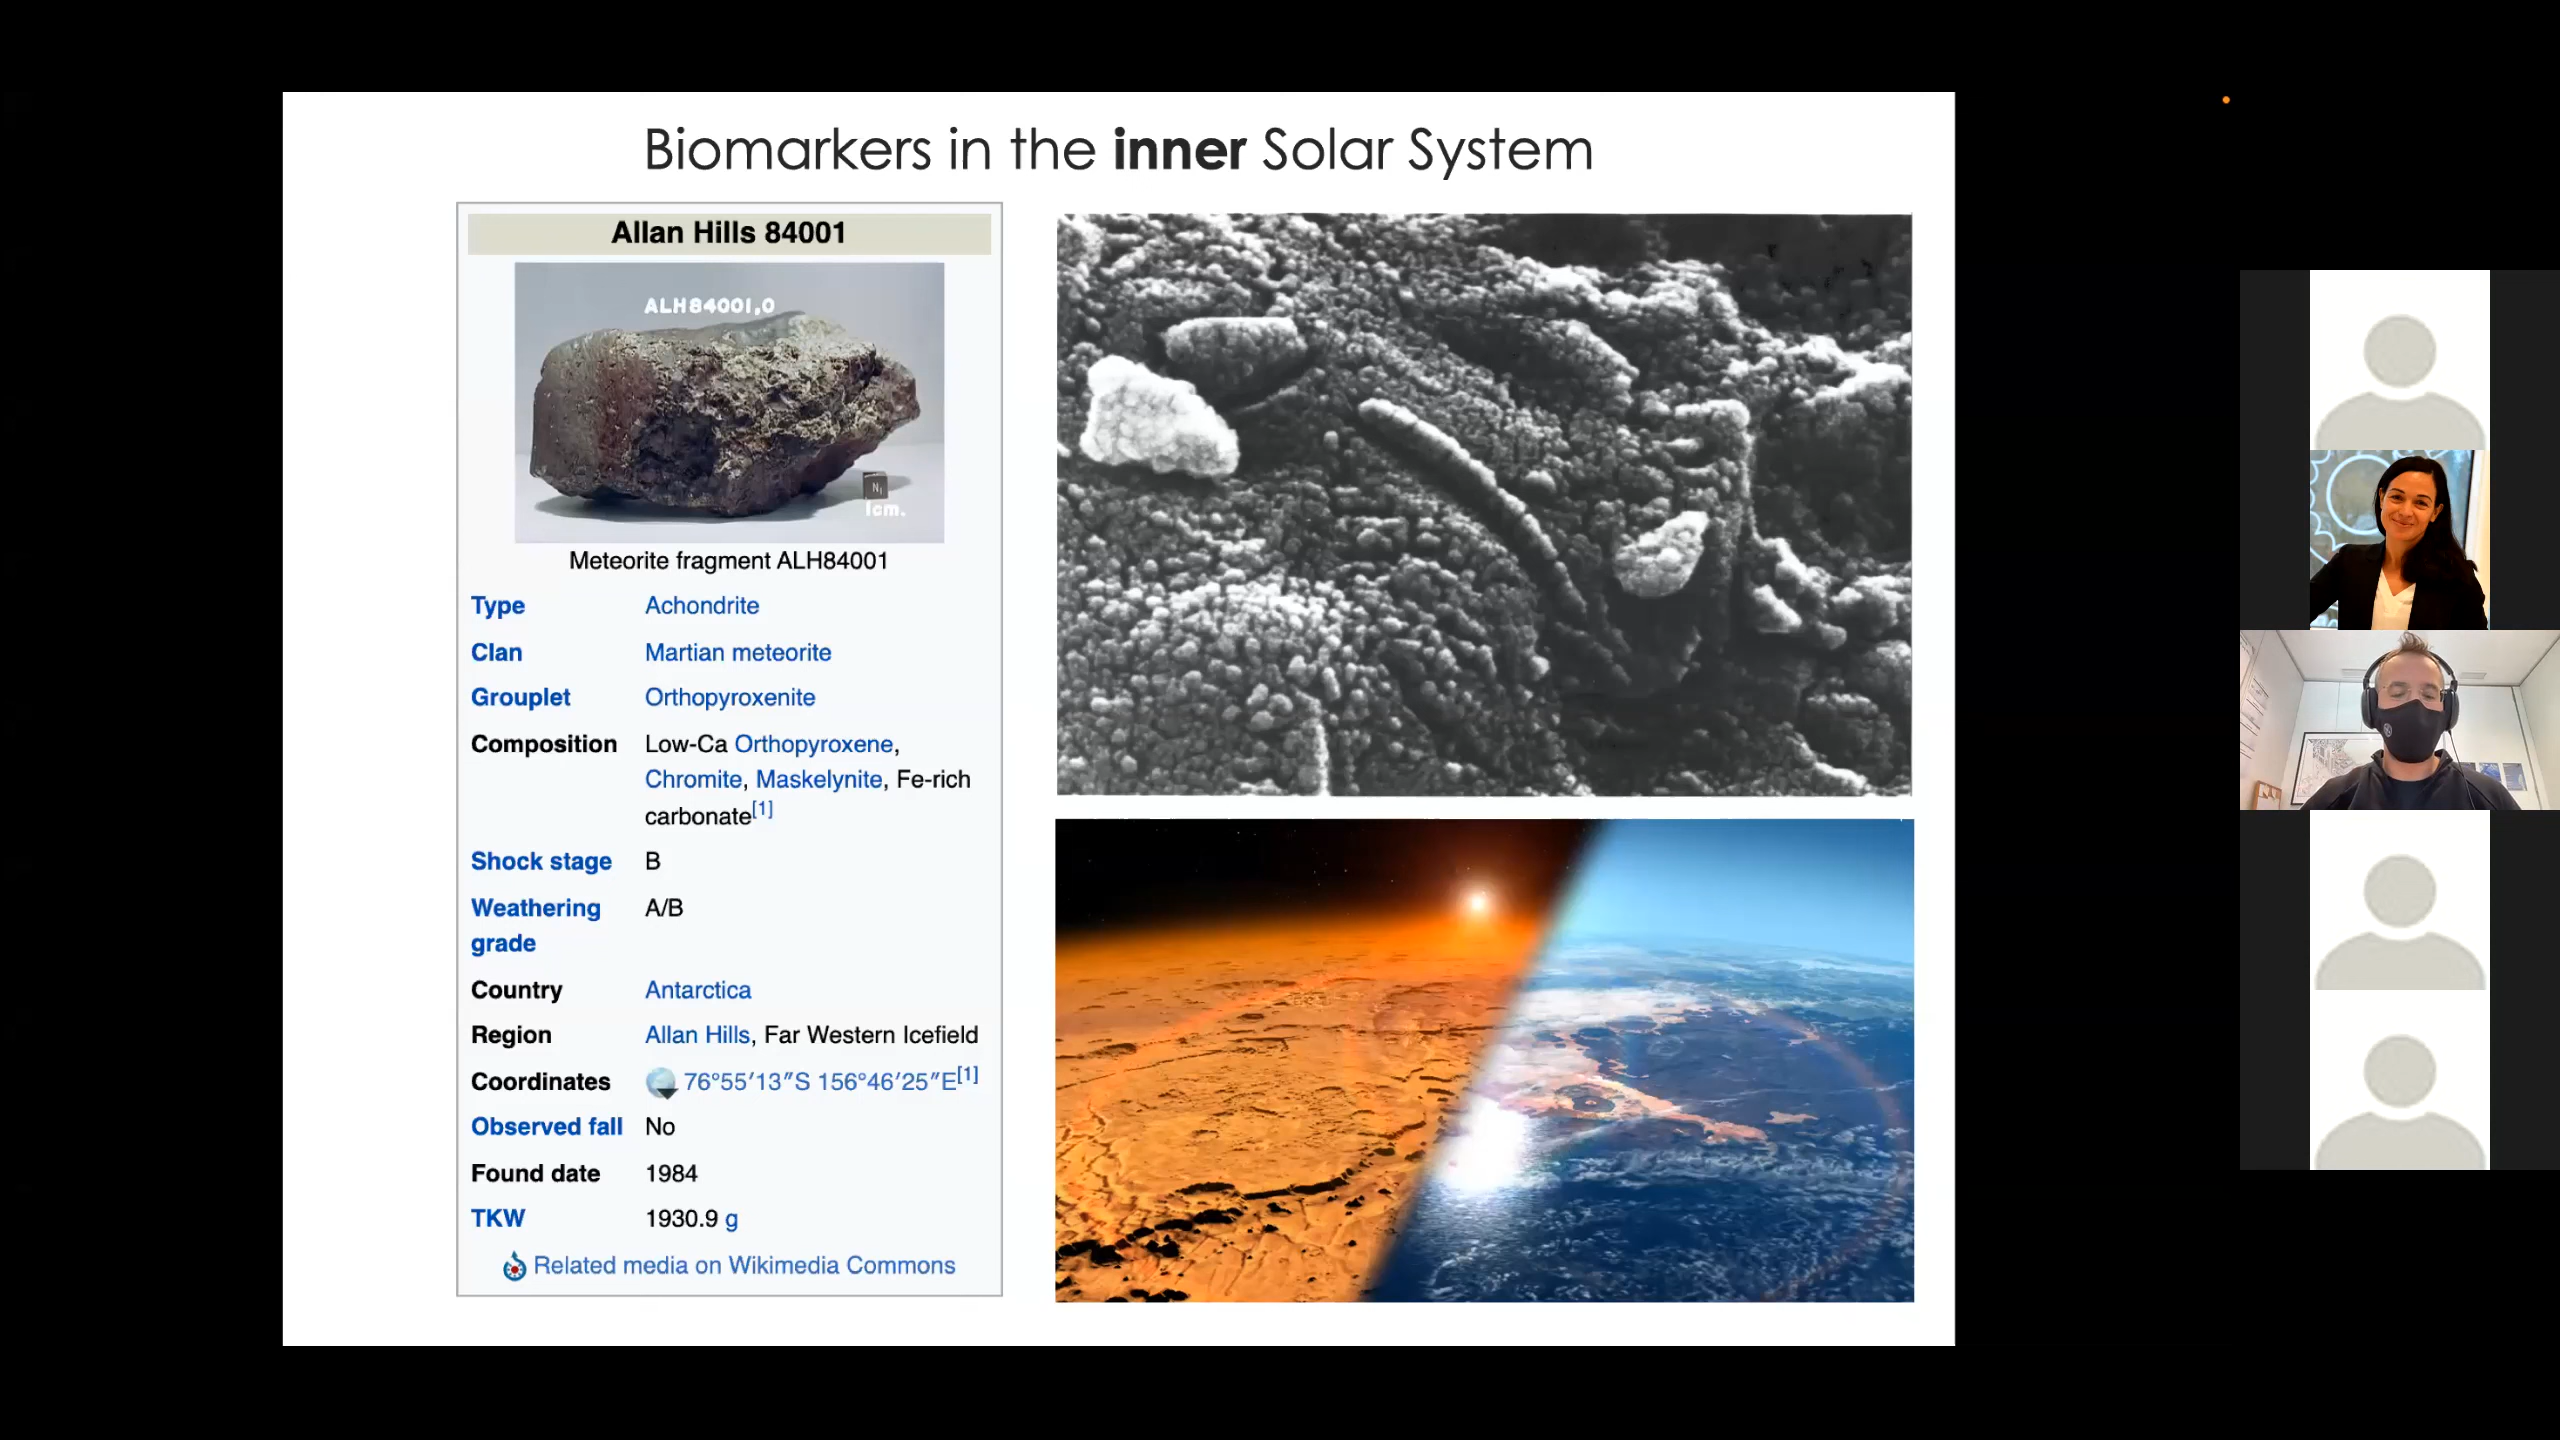 Biomarkers in the inner Solar System
Allan Hills 84001
ALH84001,0
N1
1cm.
Meteorite fragment ALH84001
Type Achondrite
Clan Martian meteorite
Grouplet Orthopyroxenite
Composition Low-Ca Orthopyroxene,
Chromite, Maskelynite, Fe-rich
carbonate[1]
Shock stage B
Weathering A/B
grade
Country Antarctica
Region Allan Hills, Far Western Icefield
Coordinates 76°55′13″S 156°46′25″E[1]
Observed fall No
Found date 1984
TKW 1930.9 g
Related media on Wikimedia Commons